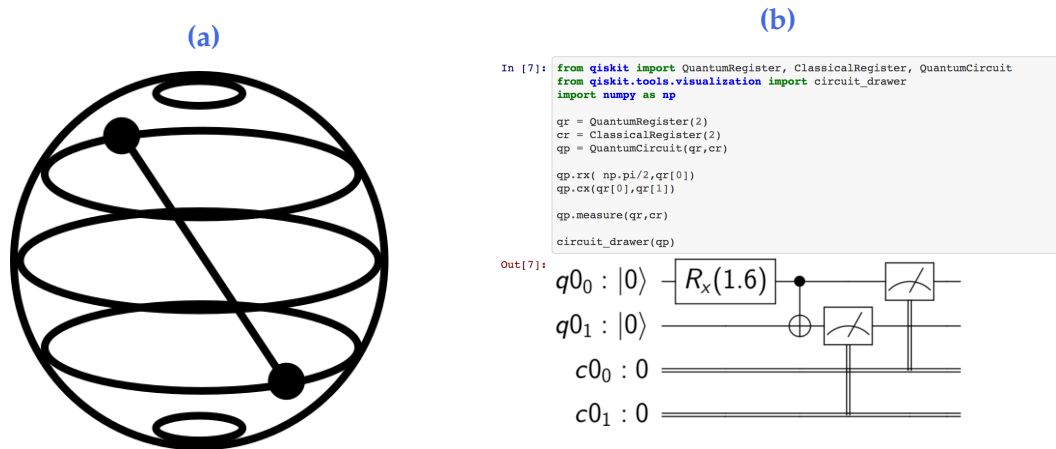 (a)
(b)
In [7]: from qiskit import QuantumRegister, ClassicalRegister, QuantumCircuit
from qiskit.tools.visualization import circuit_drawer
import numpy as np
qr = QuantumRegister(2)
cr = ClassicalRegister(2)
qp = QuantumCircuit(qr,cr)
qp.rx( np.pi/2,qr[0])
qp.cx(qr[0],qr[1])
qp.measure(qr,cr)
circuit_drawer(qp)
Out[7]:
q0₀ : |0⟩ Rₓ(1.6)
q0₁ : |0⟩
c0₀ : 0
c0₁ : 0